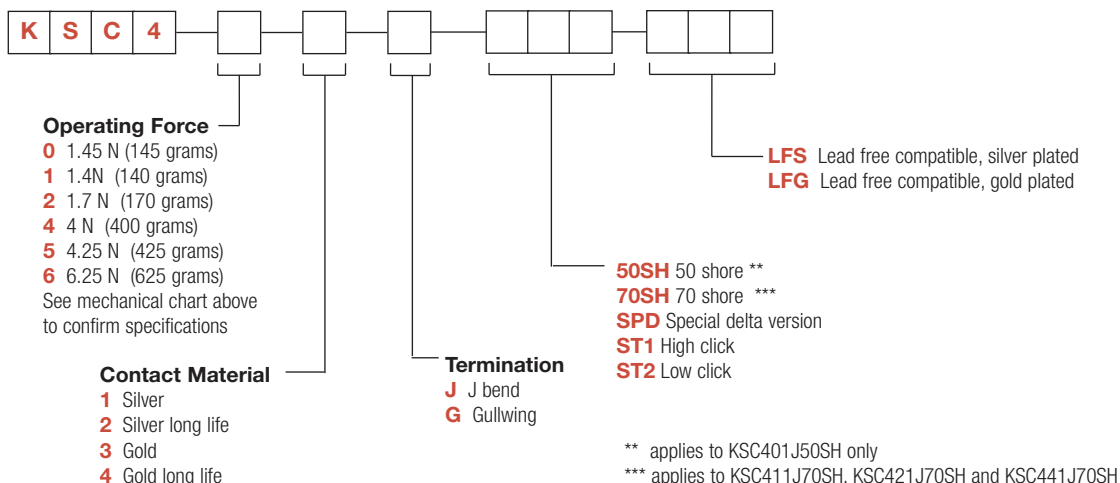 K S C 4
Operating Force
0 1.45 N (145 grams)
1 1.4N (140 grams)
2 1.7 N (170 grams)
4 4 N (400 grams)
5 4.25 N (425 grams)
6 6.25 N (625 grams)
See mechanical chart above
to confirm specifications
Contact Material
1 Silver
2 Silver long life
3 Gold
4 Gold long life
Termination
J J bend
G Gullwing
50SH 50 shore **
70SH 70 shore ***
SPD Special delta version
ST1 High click
ST2 Low click
LFS Lead free compatible, silver plated
LFG Lead free compatible, gold plated
** applies to KSC401J50SH only
*** applies to KSC411J70SH, KSC421J70SH and KSC441J70SH